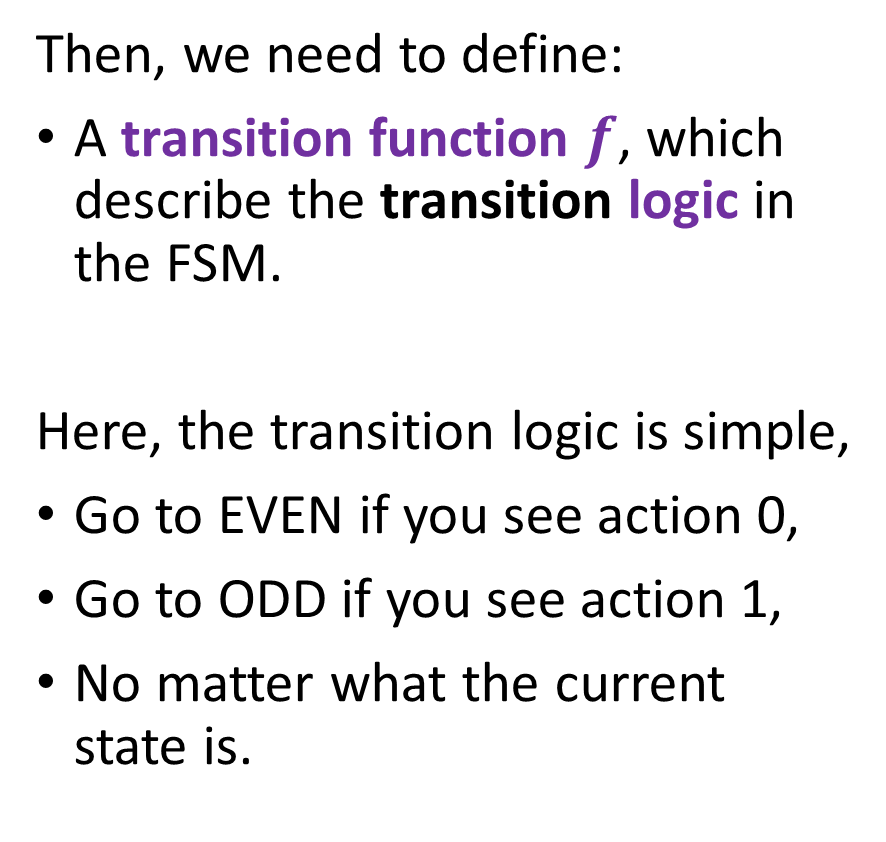 Then, we need to define:
• A transition function f, which
describe the transition logic in
the FSM.
Here, the transition logic is simple,
• Go to EVEN if you see action 0,
• Go to ODD if you see action 1,
• No matter what the current
state is.